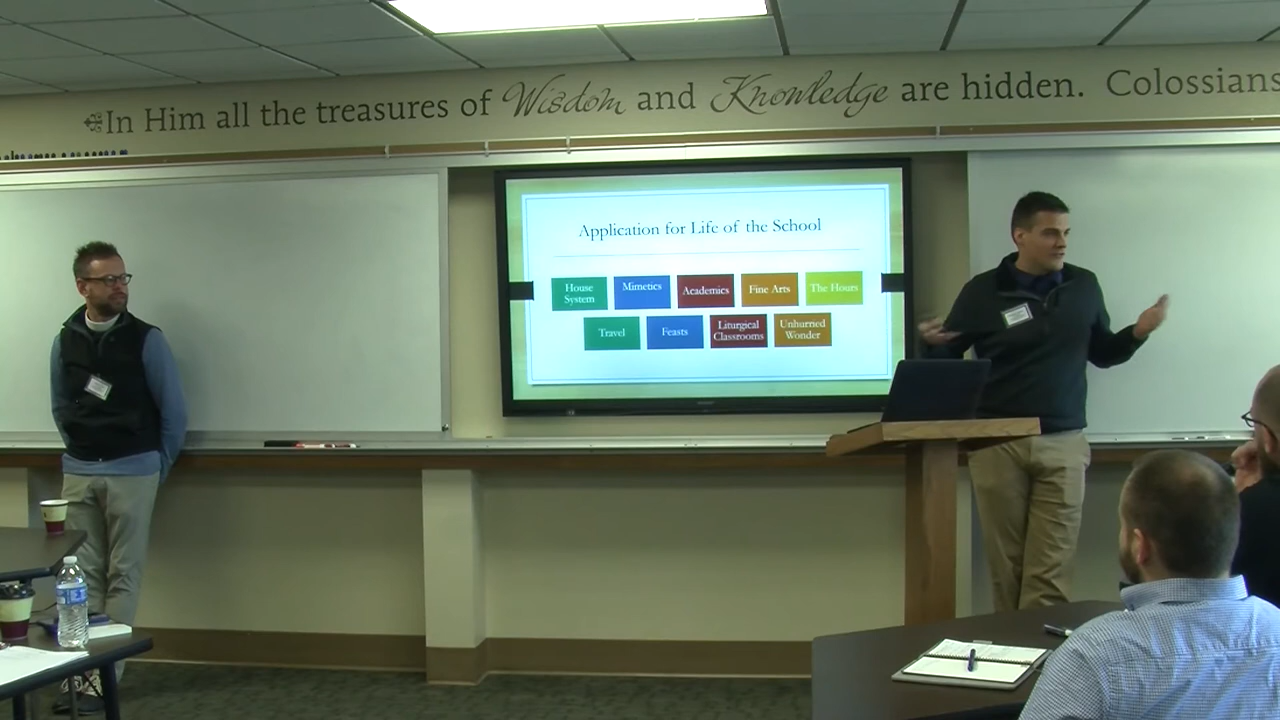 In Him all the treasures of Wisdom and Knowledge are hidden. Colossians
Application for Life of the School
House System
Mimetics
Academics
Fine Arts
The Hours
Travel
Feasts
Liturgical Classrooms
Unhurried Wonder